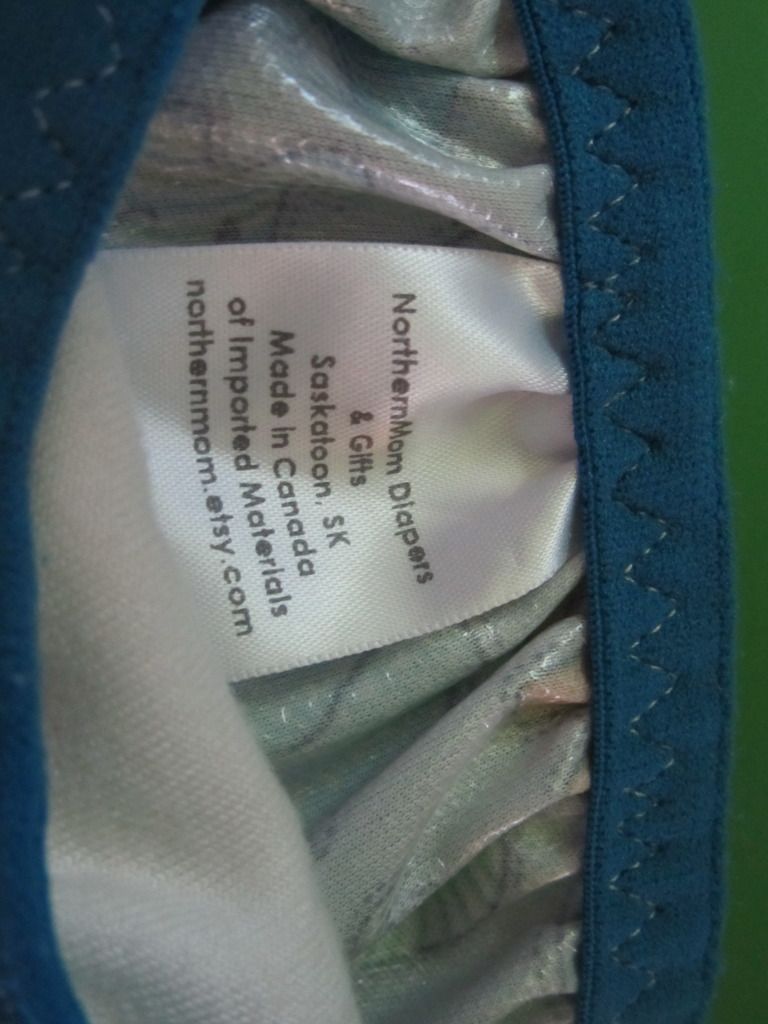 NorthernMom Diapers
& Gifts
Saskatoon, SK
Made in Canada
of Imported Materials
northernmom.etsy.com